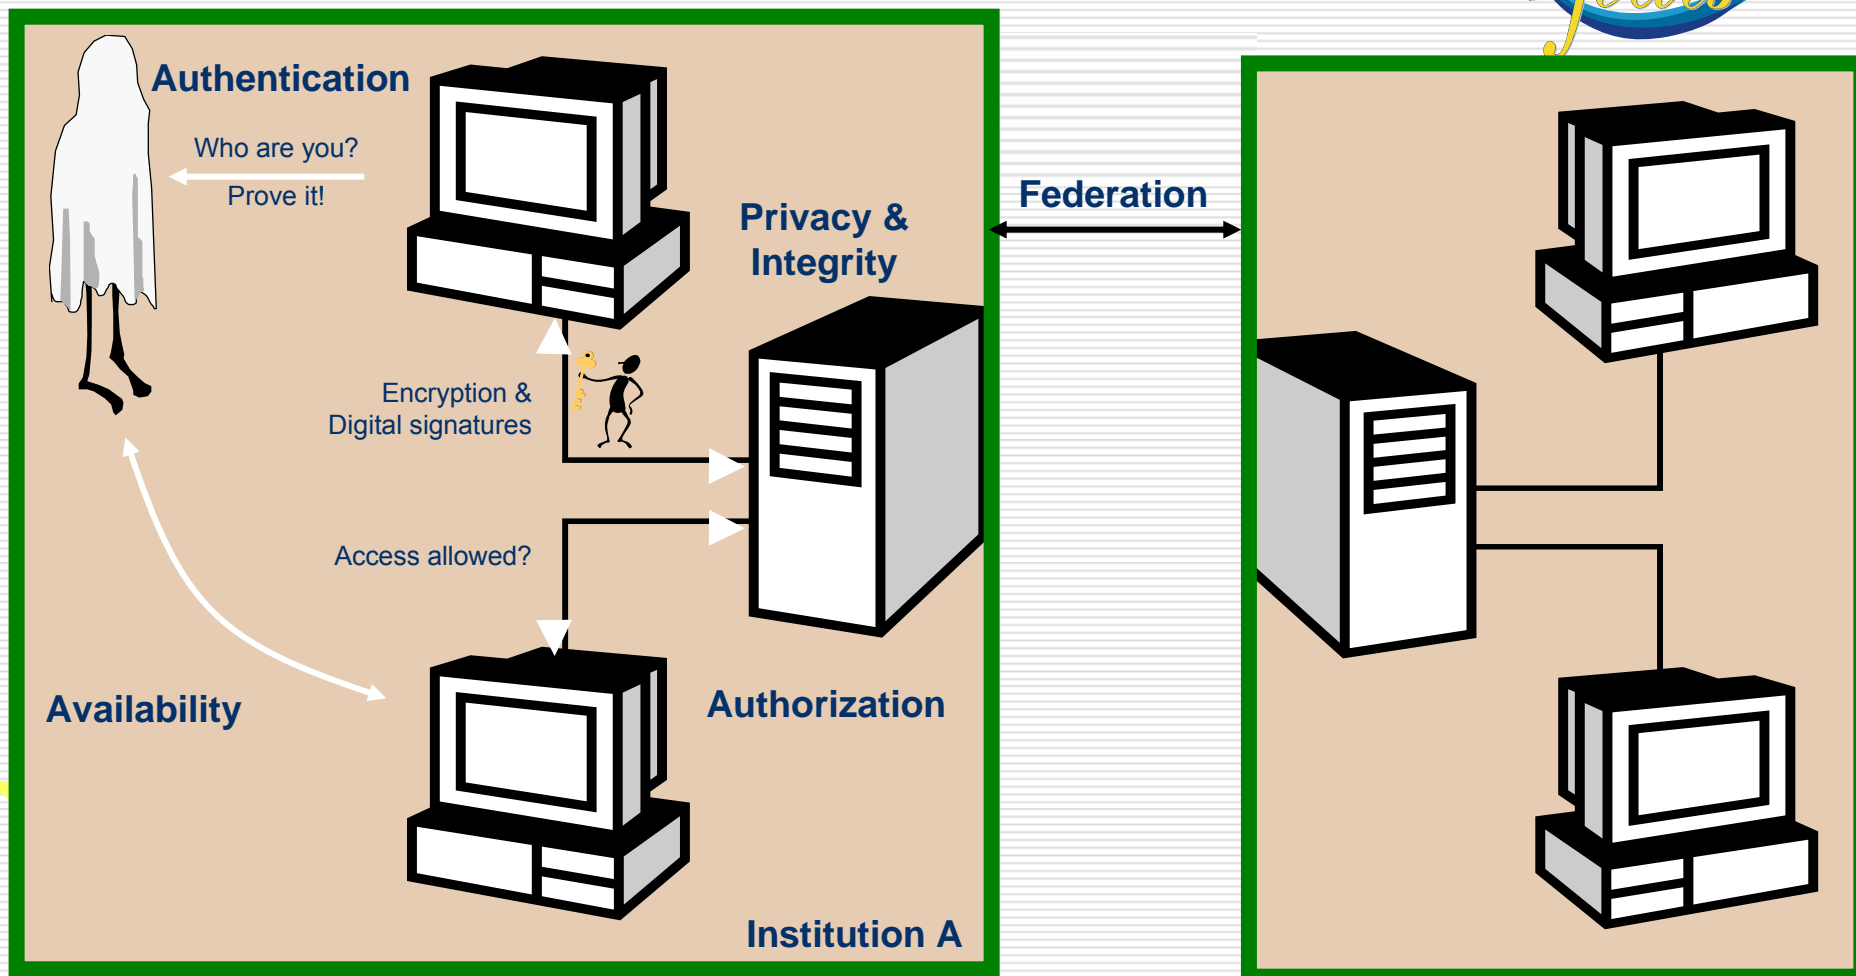 Authentication
Who are you?
Prove it!
Privacy &
Integrity
Federation
Encryption &
Digital signatures
Access allowed?
Availability
Authorization
Institution A